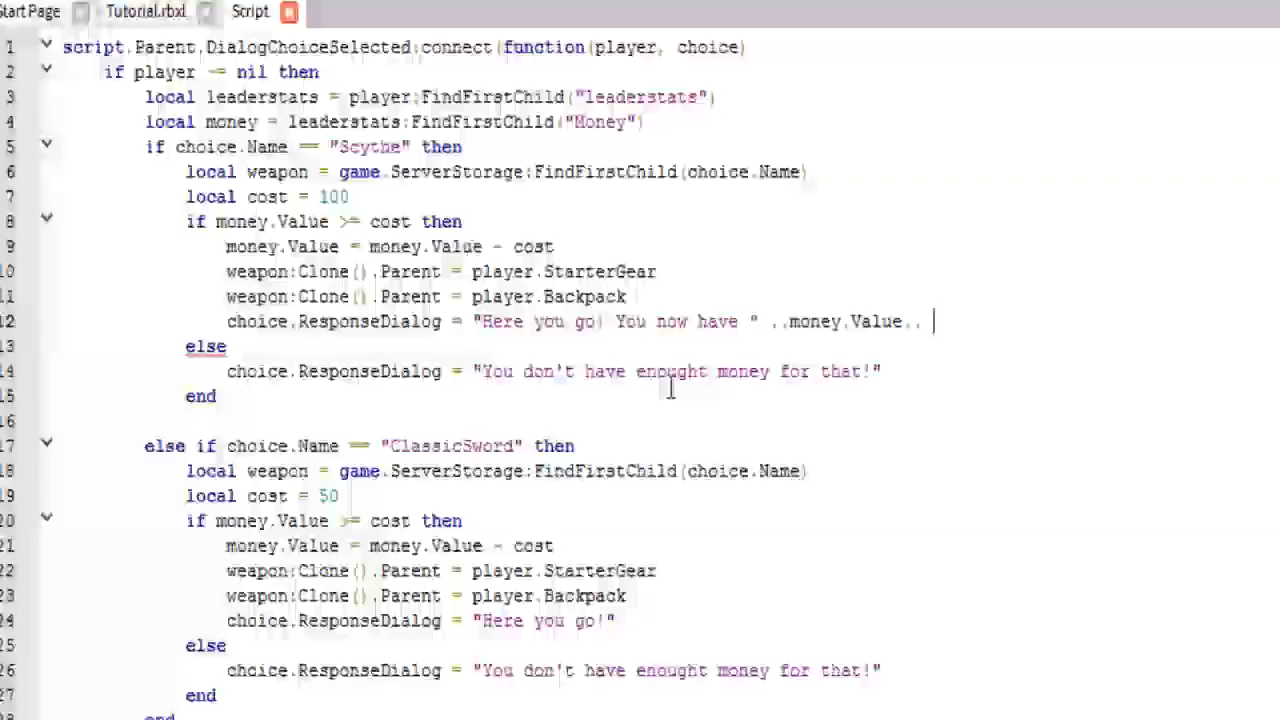 Start Page Tutorial.rbxl Script
1 script.Parent.DialogChoiceSelected:connect(function(player, choice)
2 if player ~= nil then
3 local leaderstats = player:FindFirstChild("leaderstats")
4 local money = leaderstats:FindFirstChild("Money")
5 if choice.Name == "Scythe" then
6 local weapon = game.ServerStorage:FindFirstChild(choice.Name)
7 local cost = 100
8 if money.Value >= cost then
9 money.Value = money.Value - cost
10 weapon:Clone().Parent = player.StarterGear
11 weapon:Clone().Parent = player.Backpack
12 choice.ResponseDialog = "Here you go! You now have " ..money.Value..
13 else
14 choice.ResponseDialog = "You don't have enought money for that!"
15 end
16
17 else if choice.Name == "ClassicSword" then
18 local weapon = game.ServerStorage:FindFirstChild(choice.Name)
19 local cost = 50
20 if money.Value >= cost then
21 money.Value = money.Value - cost
22 weapon:Clone().Parent = player.StarterGear
23 weapon:Clone().Parent = player.Backpack
24 choice.ResponseDialog = "Here you go!"
25 else
26 choice.ResponseDialog = "You don't have enought money for that!"
27 end
28 end